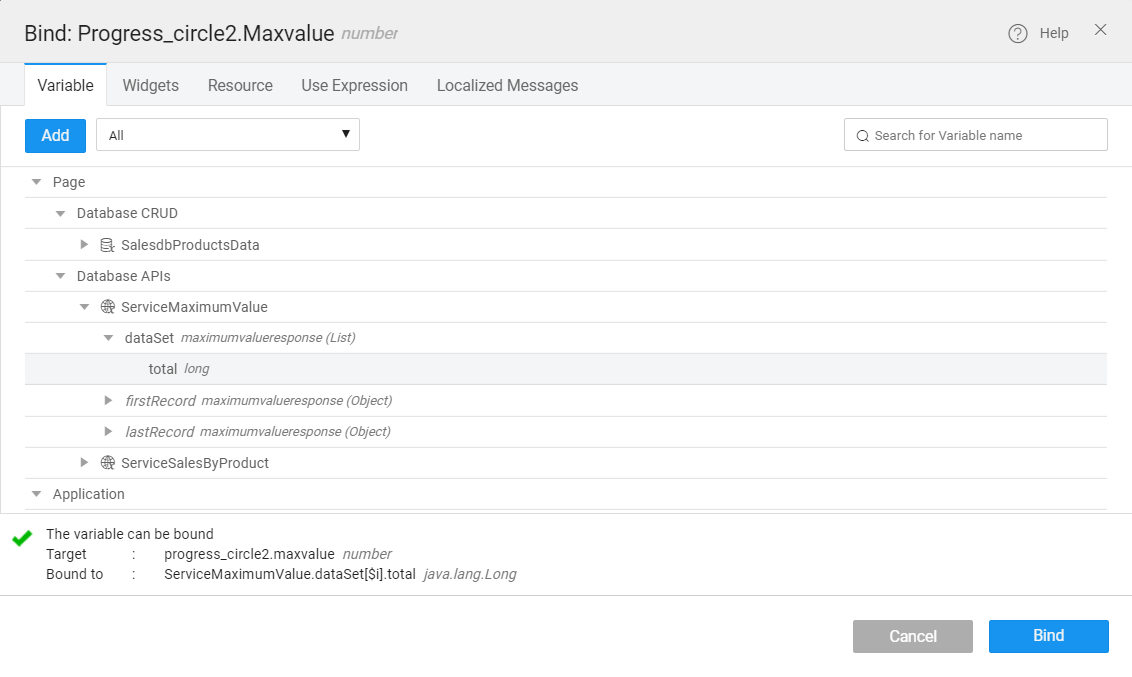 Bind: Progress_circle2.Maxvalue number
? Help
Variable Widgets Resource Use Expression Localized Messages
Add All Search for Variable name
Page
Database CRUD
SalesdbProductsData
Database APIs
ServiceMaximumValue
dataSet maximumvalueresponse (List)
total long
firstRecord maximumvalueresponse (Object)
lastRecord maximumvalueresponse (Object)
ServiceSalesByProduct
Application
The variable can be bound
Target : progress_circle2.maxvalue number
Bound to : ServiceMaximumValue.dataSet[$i].total java.lang.Long
Cancel Bind